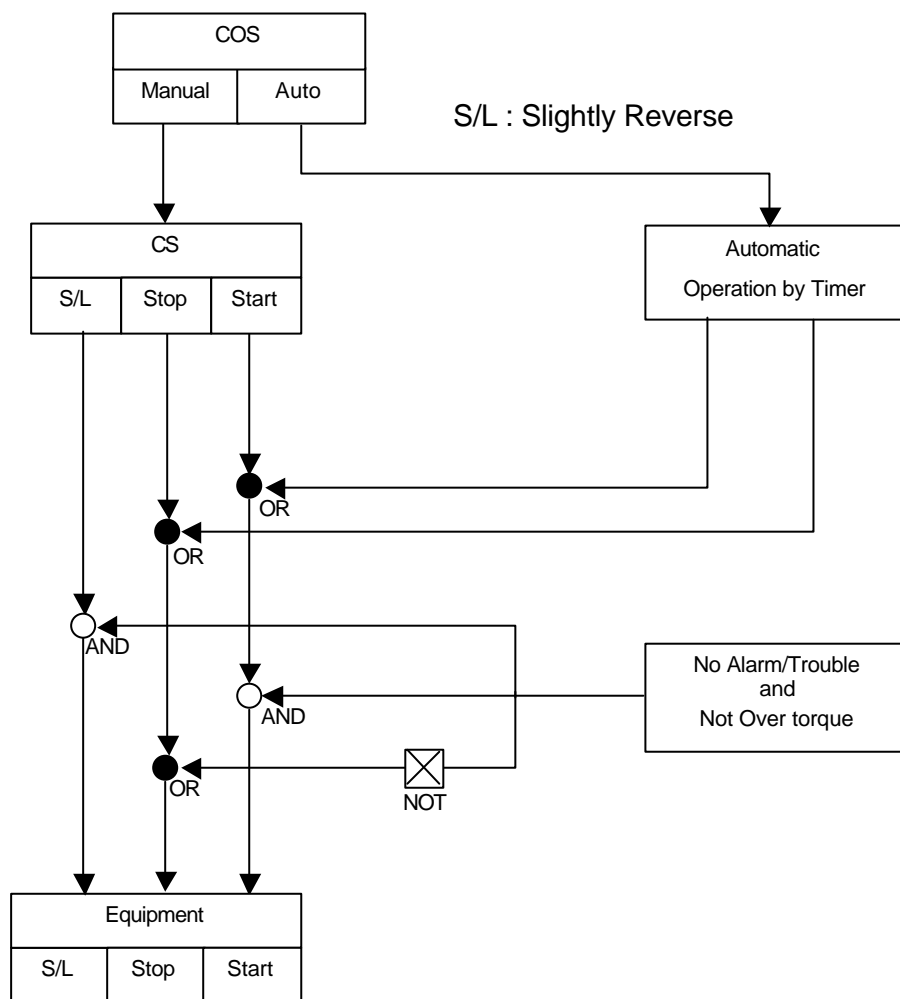 COS
Manual
Auto
S/L : Slightly Reverse
CS
S/L
Stop
Start
Automatic
Operation by Timer
OR
OR
AND
AND
No Alarm/Trouble
and
Not Over torque
OR
NOT
Equipment
S/L
Stop
Start